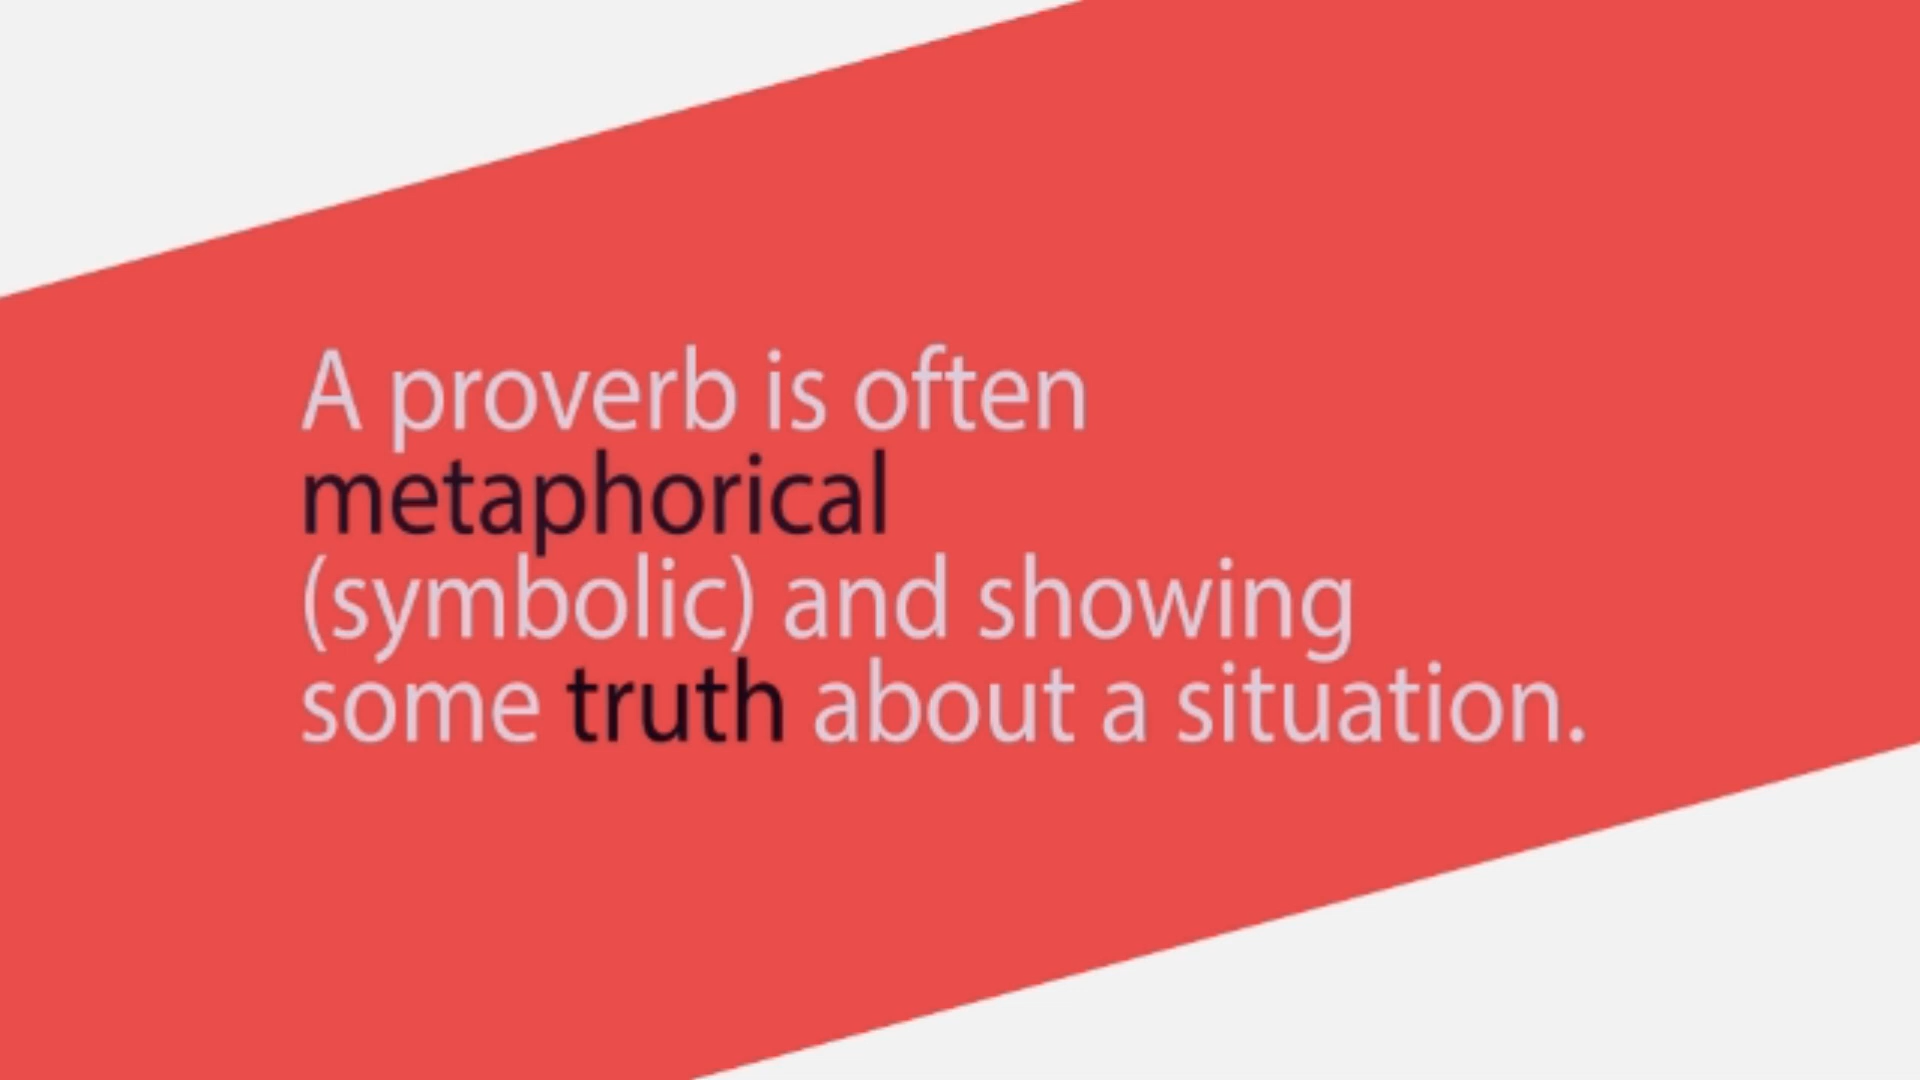 A proverb is often
metaphorical
(symbolic) and showing
some truth about a situation.